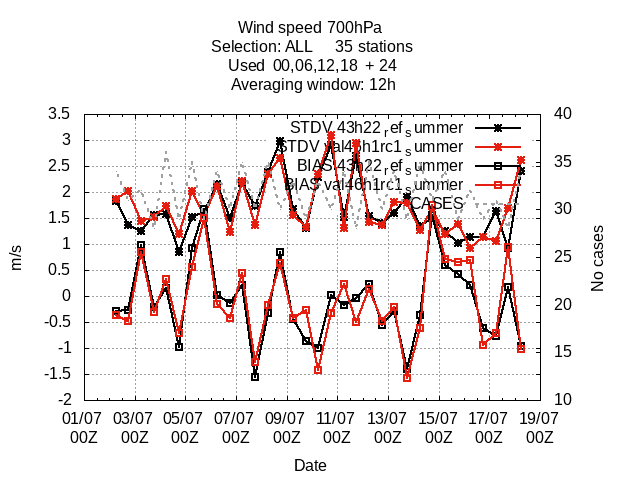 Wind speed 700hPa
Selection: ALL 35 stations
Used 00,06,12,18 + 24
Averaging window: 12h
3.5
3
2.5
2
1.5
1
0.5
0
-0.5
-1
-1.5
-2
m/s
40
35
30
25
20
15
10
No cases
STDV 43h22_ref_summer
STDV val46h1rc1_summer
BIAS 43h22_ref_summer
BIAS val46h1rc1_summer
CASES
01/07 03/07 05/07 07/07 09/07 11/07 13/07 15/07 17/07 19/07
00Z 00Z 00Z 00Z 00Z 00Z 00Z 00Z 00Z 00Z
Date